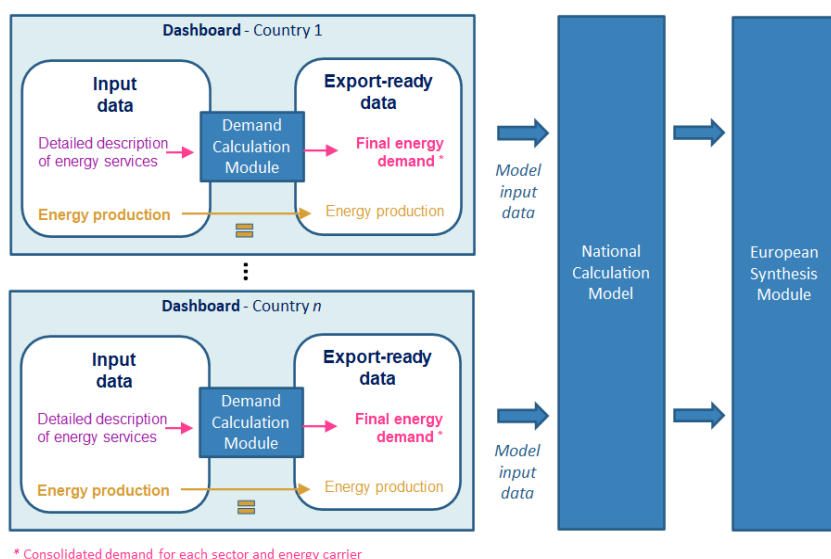 Dashboard - Country 1
Input
data
Export-ready
data
Detailed description
of energy services
Demand
Calculation
Module
Final energy
demand *
Energy production
=
Energy production
Model
input
data
⋮
Dashboard - Country n
Input
data
Export-ready
data
Detailed description
of energy services
Demand
Calculation
Module
Final energy
demand *
Energy production
=
Energy production
Model
input
data
National
Calculation
Model
European
Synthesis
Module
* Consolidated demand for each sector and energy carrier